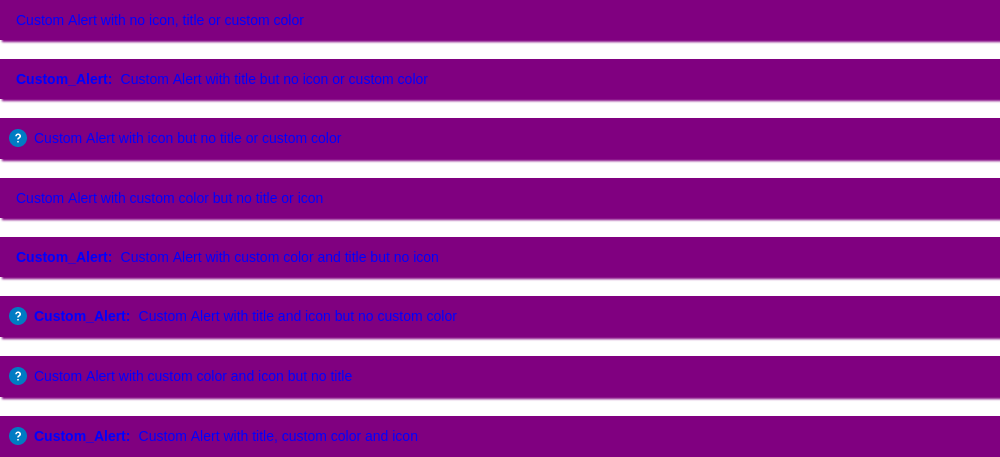 Custom Alert with no icon, title or custom color
Custom_Alert: Custom Alert with title but no icon or custom color
? Custom Alert with icon but no title or custom color
Custom Alert with custom color but no title or icon
Custom_Alert: Custom Alert with custom color and title but no icon
? Custom_Alert: Custom Alert with title and icon but no custom color
? Custom Alert with custom color and icon but no title
? Custom_Alert: Custom Alert with title, custom color and icon